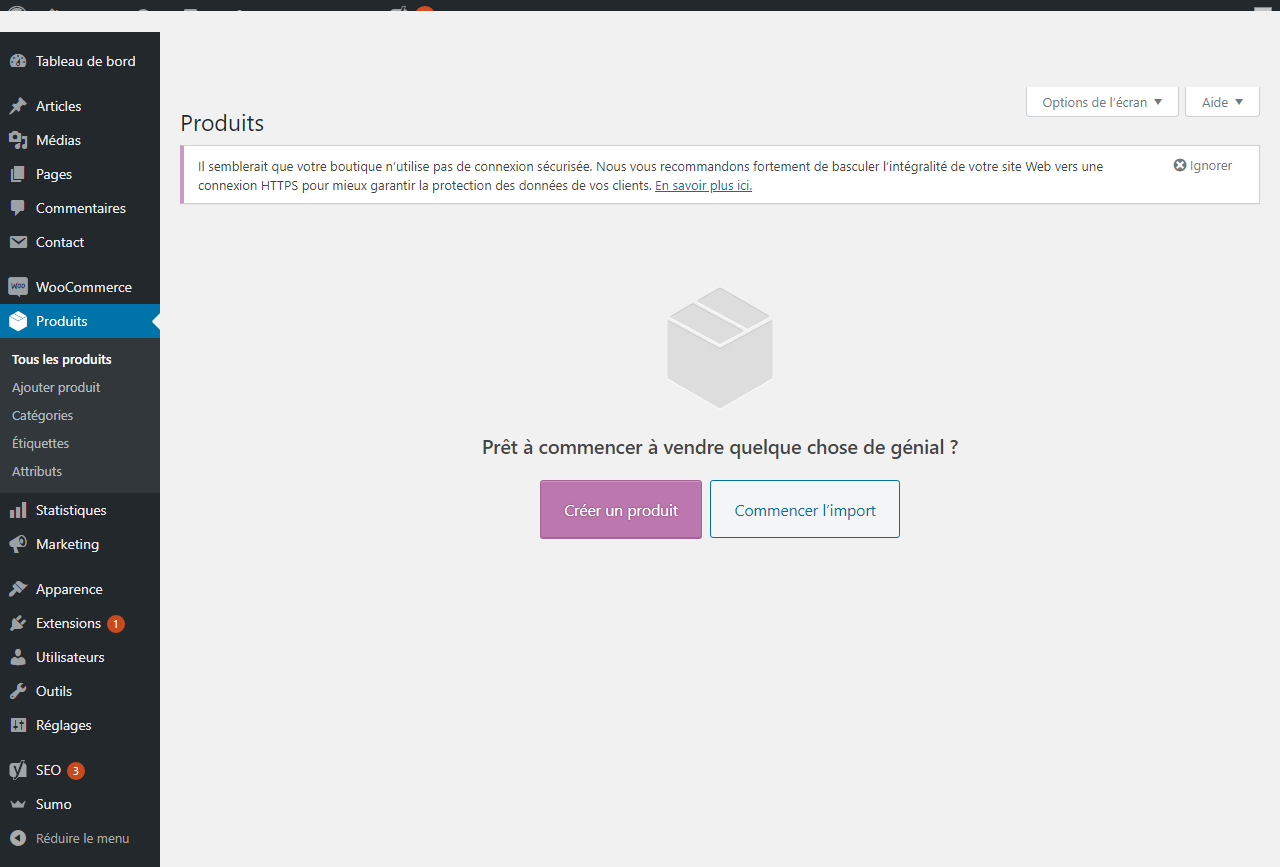 Tableau de bord
Articles
Médias
Pages
Commentaires
Contact
WOO WooCommerce
Produits
Tous les produits
Ajouter produit
Catégories
Étiquettes
Attributs
Statistiques
Marketing
Apparence
Extensions 1
Utilisateurs
Outils
Réglages
SEO 3
Sumo
Réduire le menu
Options de l’écran
Aide
Produits
Il semblerait que votre boutique n’utilise pas de connexion sécurisée. Nous vous recommandons fortement de basculer l’intégralité de votre site Web vers une
connexion HTTPS pour mieux garantir la protection des données de vos clients. En savoir plus ici.
Ignorer
Prêt à commencer à vendre quelque chose de génial ?
Créer un produit
Commencer l’import